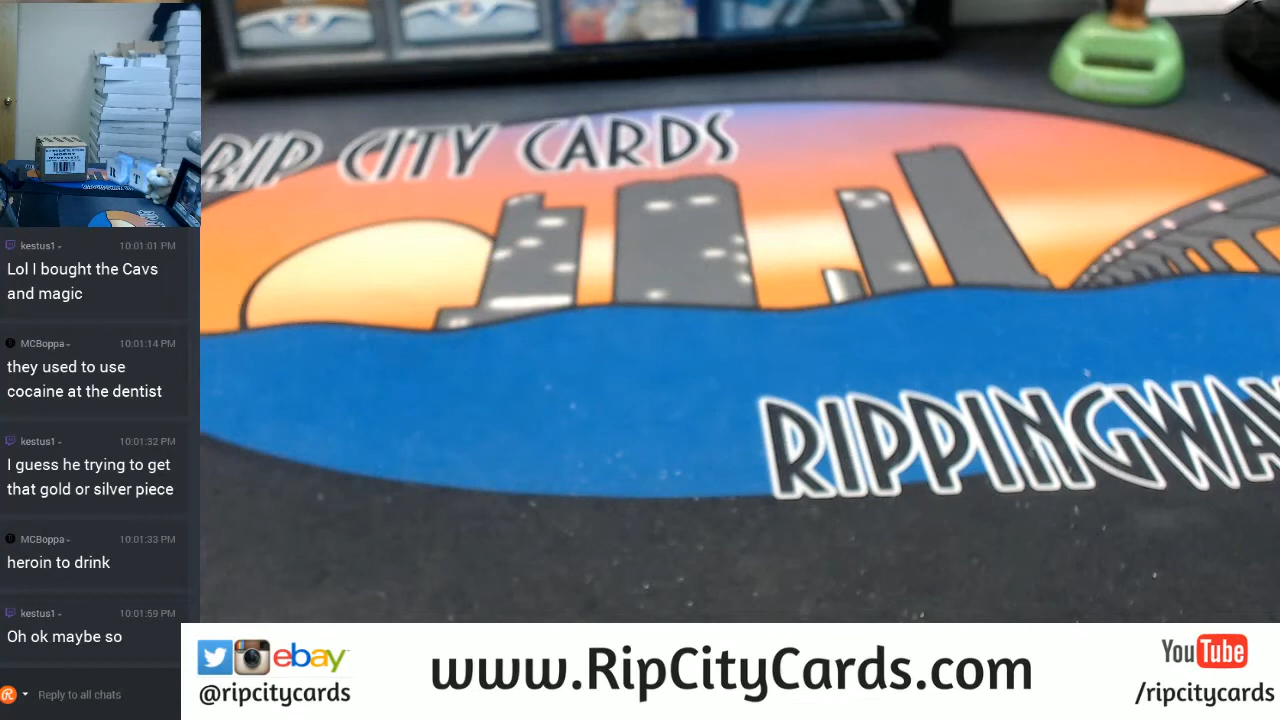 RIP CITY CARDS
RIPPINGWA
kestus1 10:01:01 PM
Lol I bought the Cavs
and magic
MCBoppa 10:01:14 PM
they used to use
cocaine at the dentist
kestus1 10:01:32 PM
I guess he trying to get
that gold or silver piece
MCBoppa 10:01:33 PM
heroin to drink
kestus1 10:01:59 PM
Oh ok maybe so
Reply to all chats
ebay
@ripcitycards
www.RipCityCards.com
YouTube
/ripcitycards